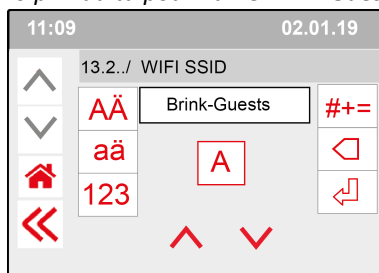 11:09 02.01.19
13.2../ WIFI SSID
AÄ Brink-Guests #+=
aä A
123